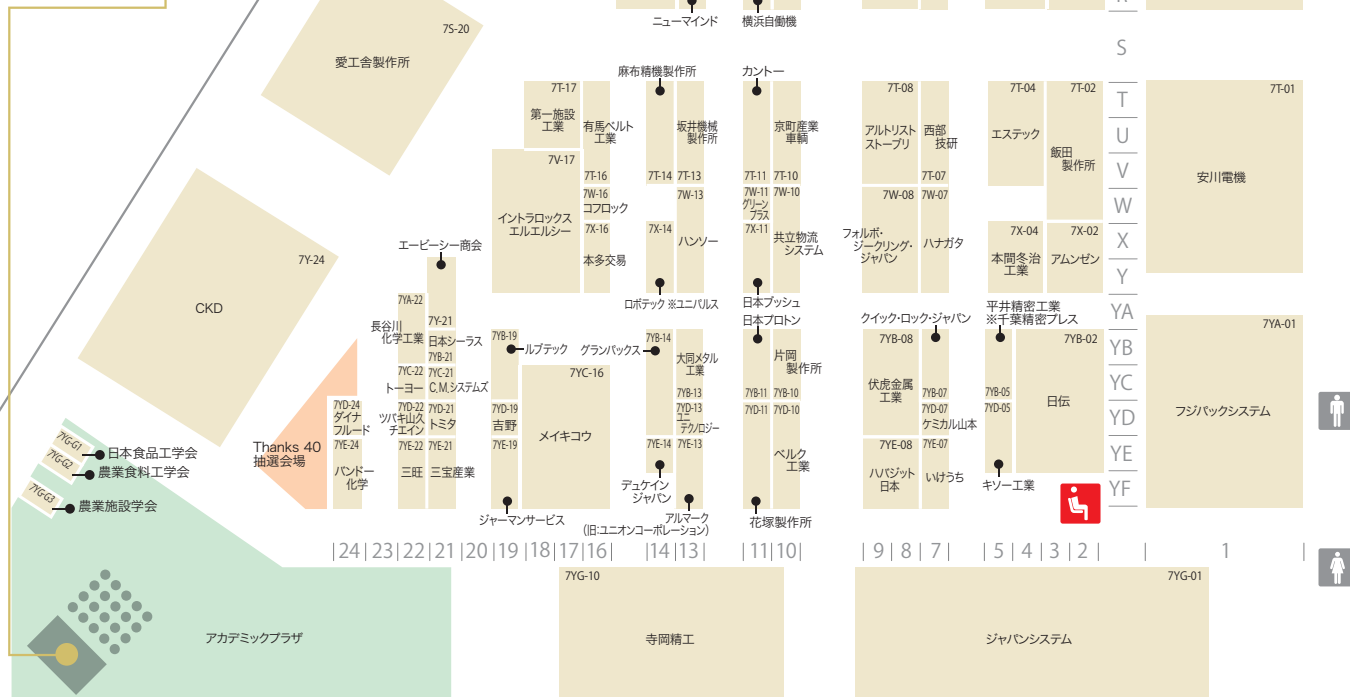 ニューマインド
横浜自働機
7S-20
愛工舎製作所
S
麻布精機製作所
カントー
7T-17
第一施設
工業
有馬ベルト
工業
7T-16
坂井機械
製作所
7T-14
7T-13
京町産業
車輌
7T-11
7T-10
7T-08
アルトリスト
ストーブリ
西部
技研
7T-07
7T-04
エステック
7T-02
飯田
製作所
T
U
V
W
X
Y
YA
YB
YC
YD
YE
YF
7T-01
安川電機
7V-17
イントラロックス
エルエルシー
7W-16
コフロック
7X-16
本多交易
7W-13
ハンソー
7X-14
ロボテック ※ユニパルス
7W-11
グリーン
プラス
7X-11
7W-10
共立物流
システム
日本ブッシュ
7W-08
フォルボ・
ジークリング・
ジャパン
7W-07
ハナガタ
7X-04
本間冬治
工業
7X-02
アムンゼン
7Y-24
CKD
エービーシー商会
7YA-22
長谷川
化学工業
7Y-21
日本シーラス
7YB-21
7YC-22
トーヨー
7YC-21
C.M.システムズ
7YD-22
ツバキ山久
チエイン
7YD-21
トミタ
7YE-22
三旺
7YE-21
三宝産業
7YB-19
ルブテック
7YD-19
吉野
7YE-19
ジャーマンサービス
7YC-16
メイキコウ
グランパックス
7YB-14
大同メタル
工業
7YB-13
7YD-13
ユニ
テクノロジー
7YE-14
7YE-13
デュケイン
ジャパン
アルマーク
(旧:ユニオンコーポレーション)
日本プロトン
片岡
製作所
7YB-11
7YB-10
7YD-11
7YD-10
ベルク
工業
花塚製作所
クイック・ロック・ジャパン
7YB-08
伏虎金属
工業
7YB-07
7YD-07
ケミカル山本
7YE-08
ハバジット
日本
7YE-07
いけうち
平井精密工業
※千葉精密プレス
7YB-05
7YD-05
キソー工業
7YB-02
日伝
7YA-01
フジパックシステム
Thanks 40
抽選会場
7YD-24
ダイナ
フルード
7YE-24
バンドー
化学
7YG-G1
日本食品工学会
7YG-G2
農業食料工学会
7YG-G3
農業施設学会
24
23
22
21
20
19
18
17
16
14
13
11
10
9
8
7
5
4
3
2
1
アカデミックプラザ
7YG-10
寺岡精工
7YG-01
ジャパンシステム